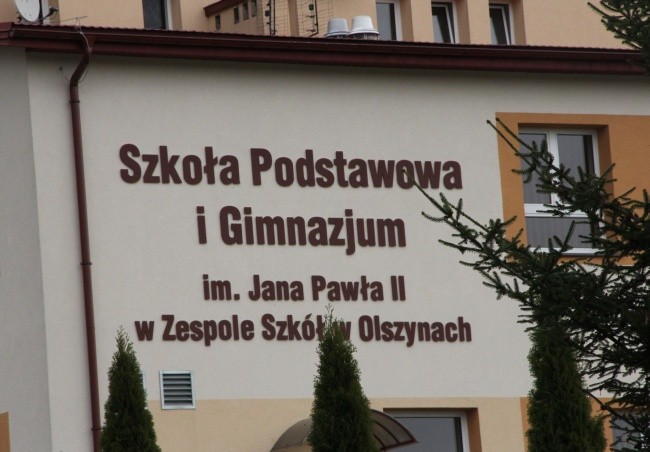 Szkoła Podstawowa
i Gimnazjum
im. Jana Pawła II
w Zespole Szkół w Olszynach